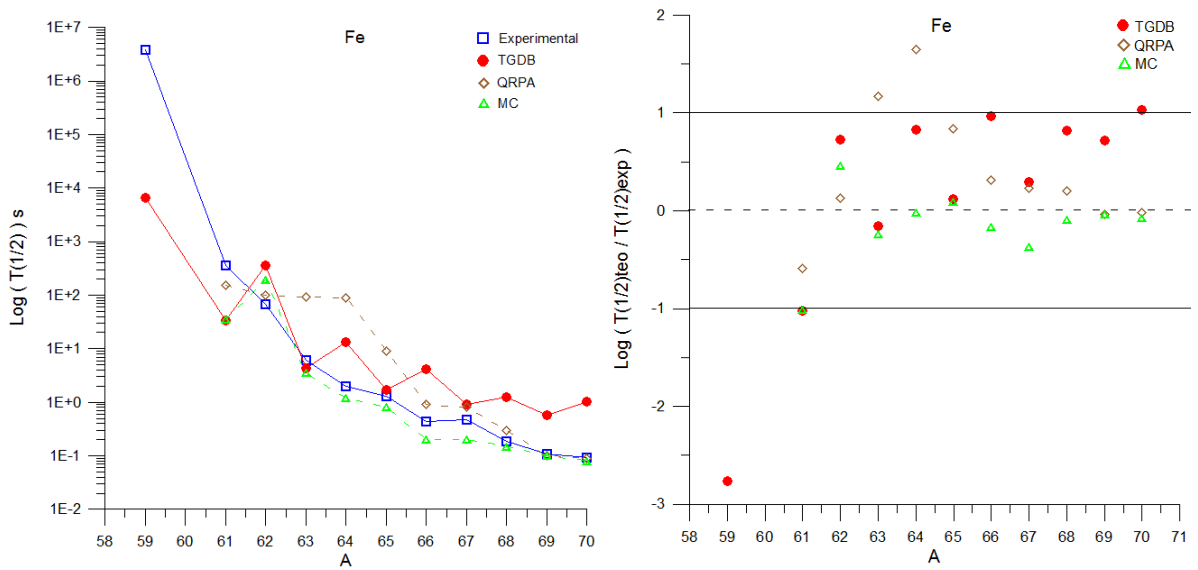 Fe
Experimental
TGDB
QRPA
MC
1E+7
1E+6
1E+5
1E+4
1E+3
1E+2
1E+1
1E+0
1E-1
1E-2
Log ( T(1/2) ) s
58 59 60 61 62 63 64 65 66 67 68 69 70
A
Fe
TGDB
QRPA
MC
2
1
0
-1
-2
-3
Log ( T(1/2)teo / T(1/2)exp )
58 59 60 61 62 63 64 65 66 67 68 69 70 71
A